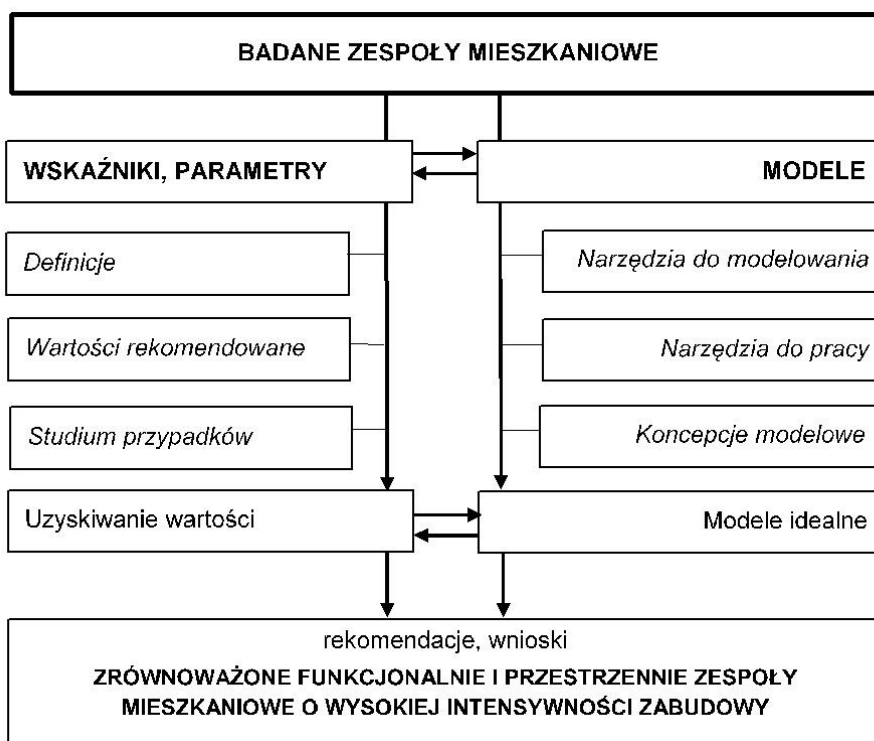 BADANE ZESPOŁY MIESZKANIOWE
WSKAŹNIKI, PARAMETRY
MODELE
Definicje
Narzędzia do modelowania
Wartości rekomendowane
Narzędzia do pracy
Studium przypadków
Koncepcje modelowe
Uzyskiwanie wartości
Modele idealne
rekomendacje, wnioski
ZRÓWNOWAŻONE FUNKCJONALNIE I PRZESTRZENNIE ZESPOŁY
MIESZKANIOWE O WYSOKIEJ INTENSYWNOŚCI ZABUDOWY